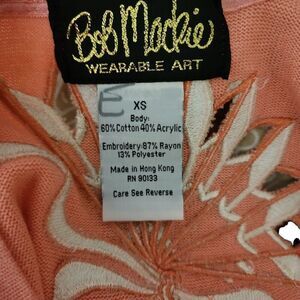 Bob Mackie
WEARABLE ART
XS
Body:
60% Cotton 40% Acrylic
Embroidery: 87% Rayon
13% Polyester
Made in Hong Kong
RN 90133
Care See Reverse